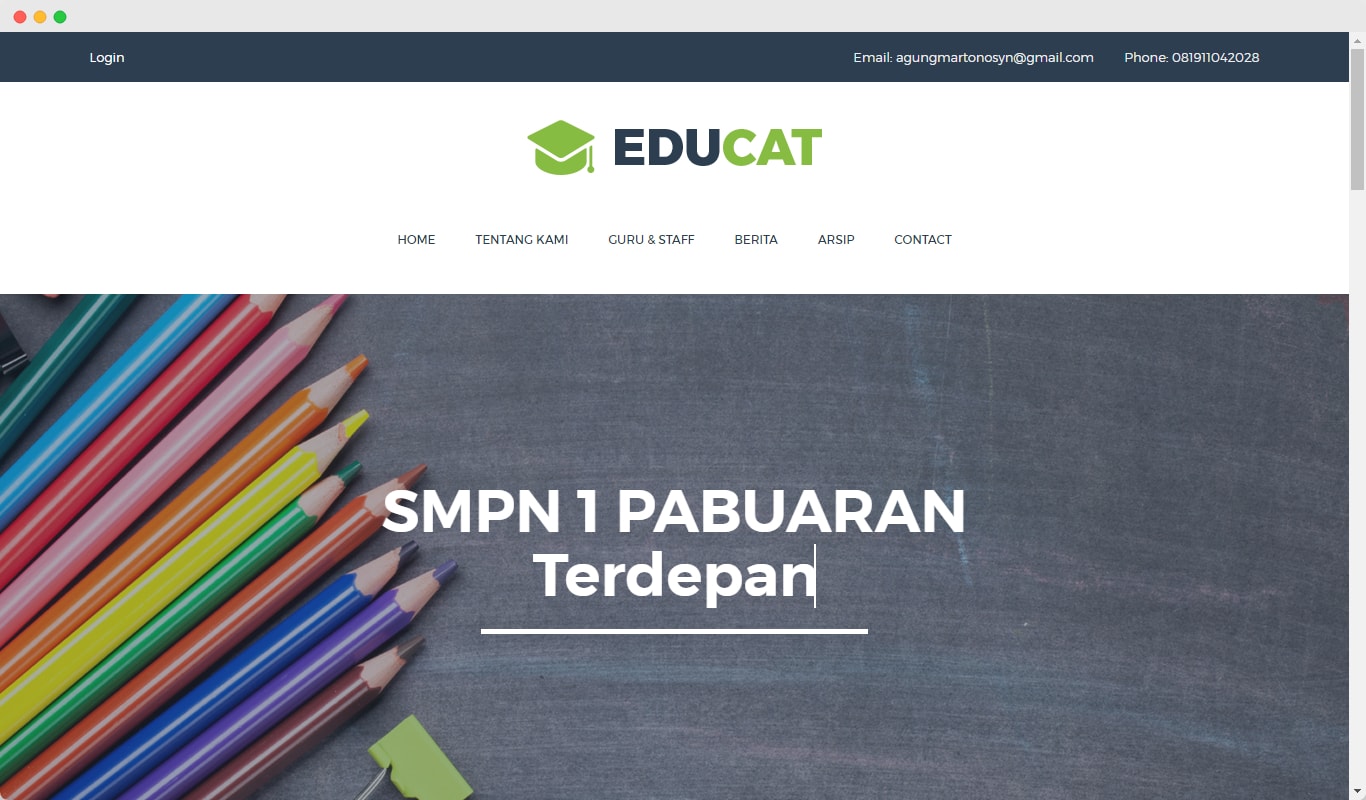 Login Email: agungmartonosyn@gmail.com Phone: 081911042028
EDUCAT
HOME TENTANG KAMI GURU & STAFF BERITA ARSIP CONTACT
SMPN 1 PABUARAN
Terdepan